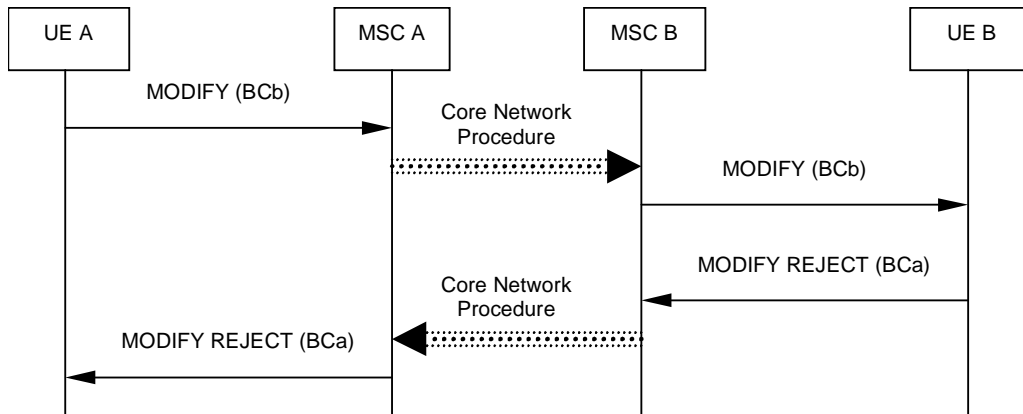 UE A
MSC A
MSC B
UE B
MODIFY (BCb)
Core Network
Procedure
MODIFY (BCb)
MODIFY REJECT (BCa)
Core Network
Procedure
MODIFY REJECT (BCa)